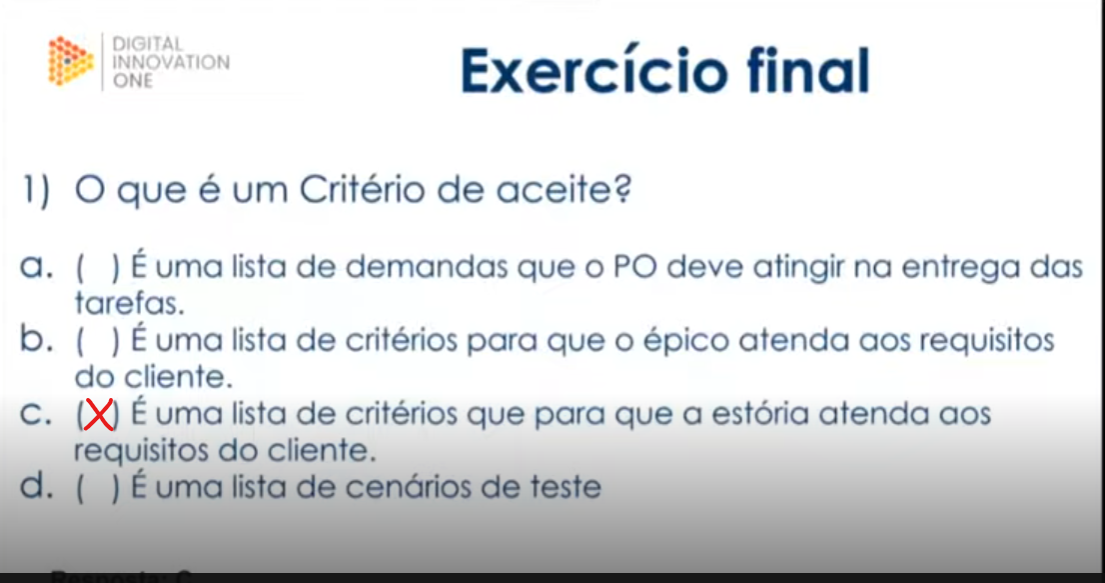 DIGITAL
INNOVATION
ONE
Exercício final
1) O que é um Critério de aceite?
a. ( ) É uma lista de demandas que o PO deve atingir na entrega das
tarefas.
b. ( ) É uma lista de critérios para que o épico atenda aos requisitos
do cliente.
c. (X) É uma lista de critérios que para que a estória atenda aos
requisitos do cliente.
d. ( ) É uma lista de cenários de teste
Resposta: C